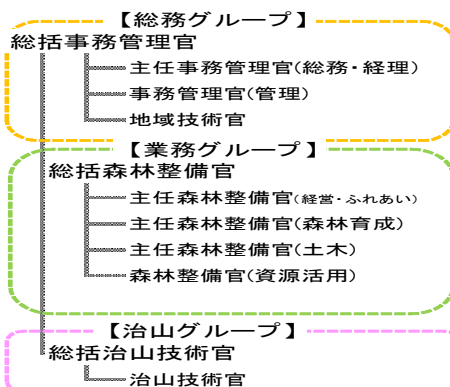 【総務グループ】
総括事務管理官
主任事務管理官(総務・経理)
事務管理官(管理)
地域技術官
【業務グループ】
総括森林整備官
主任森林整備官(経営・ふれあい)
主任森林整備官(森林育成)
主任森林整備官(土木)
森林整備官(資源活用)
【治山グループ】
総括治山技術官
治山技術官